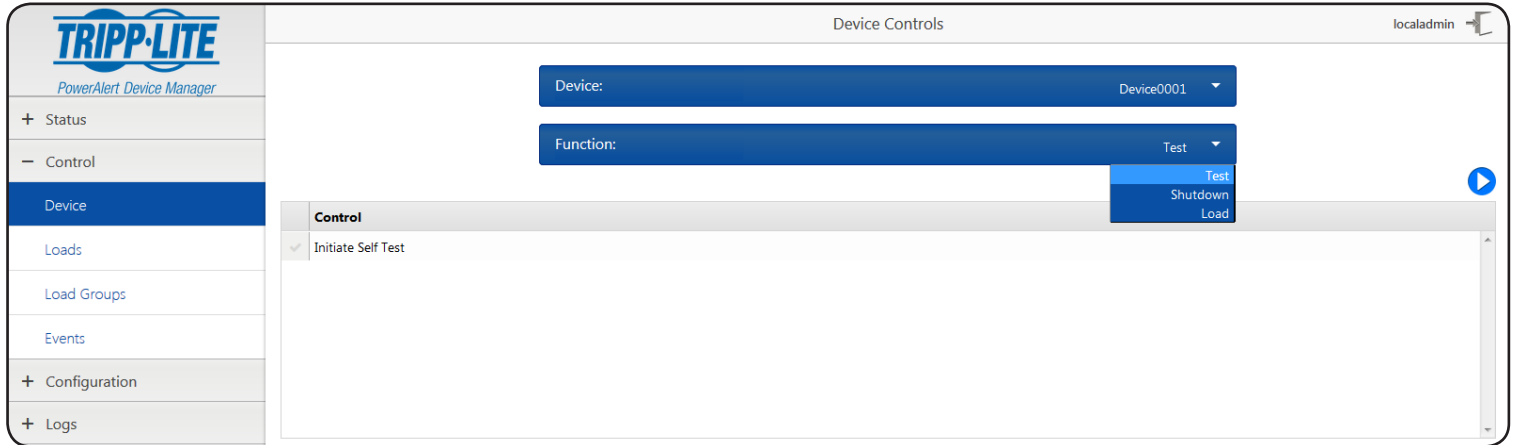 TRIPP·LITE
PowerAlert Device Manager
+ Status
− Control
Device
Loads
Load Groups
Events
+ Configuration
+ Logs
Device Controls
localadmin
Device: Device0001
Function: Test
Test
Shutdown
Load
Control
Initiate Self Test